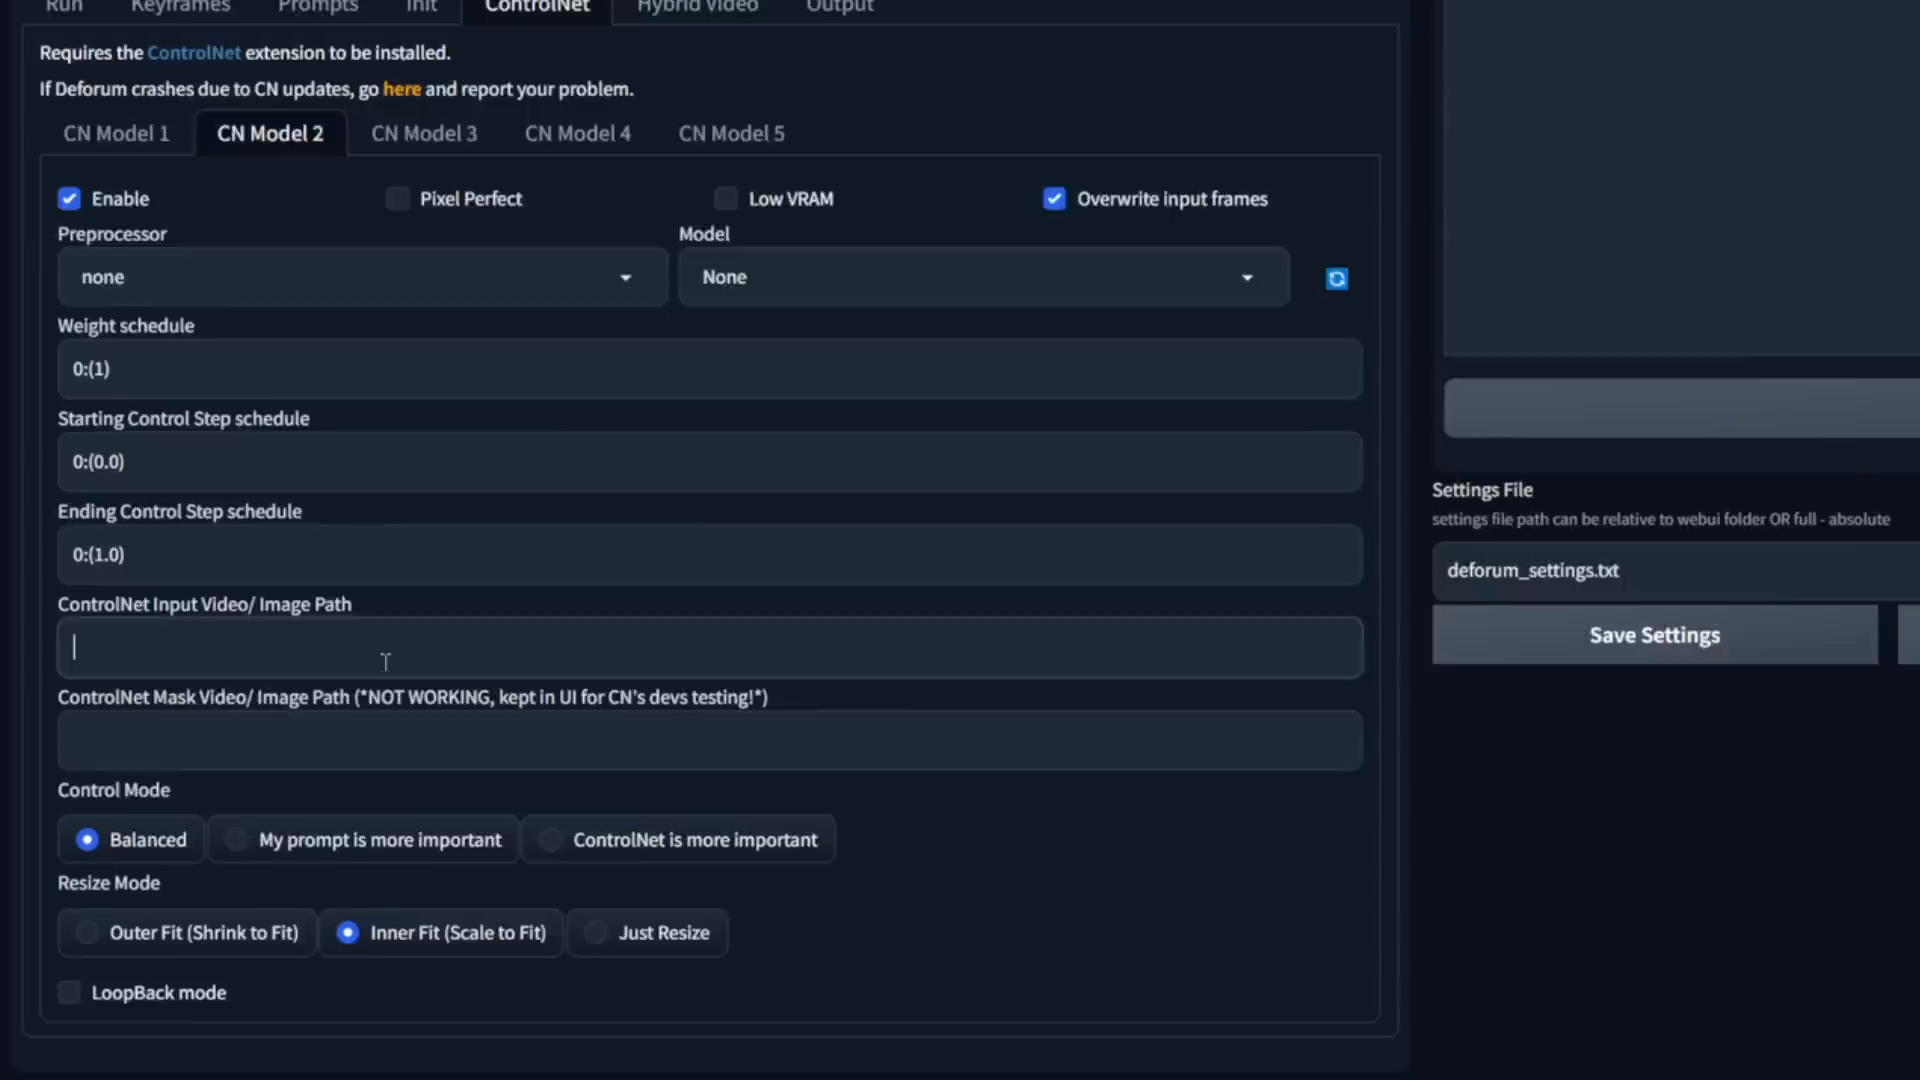 Run Keyframes Prompts Init ControlNet Hybrid Video Output
Requires the ControlNet extension to be installed.
If Deforum crashes due to CN updates, go here and report your problem.
CN Model 1 CN Model 2 CN Model 3 CN Model 4 CN Model 5
Enable Pixel Perfect Low VRAM Overwrite input frames
Preprocessor Model
none None
Weight schedule
0:(1)
Starting Control Step schedule
0:(0.0)
Ending Control Step schedule
0:(1.0)
ControlNet Input Video/ Image Path
ControlNet Mask Video/ Image Path (*NOT WORKING, kept in UI for CN's devs testing!*)
Control Mode
Balanced My prompt is more important ControlNet is more important
Resize Mode
Outer Fit (Shrink to Fit) Inner Fit (Scale to Fit) Just Resize
LoopBack mode
Settings File
settings file path can be relative to webui folder OR full - absolute
deforum_settings.txt
Save Settings